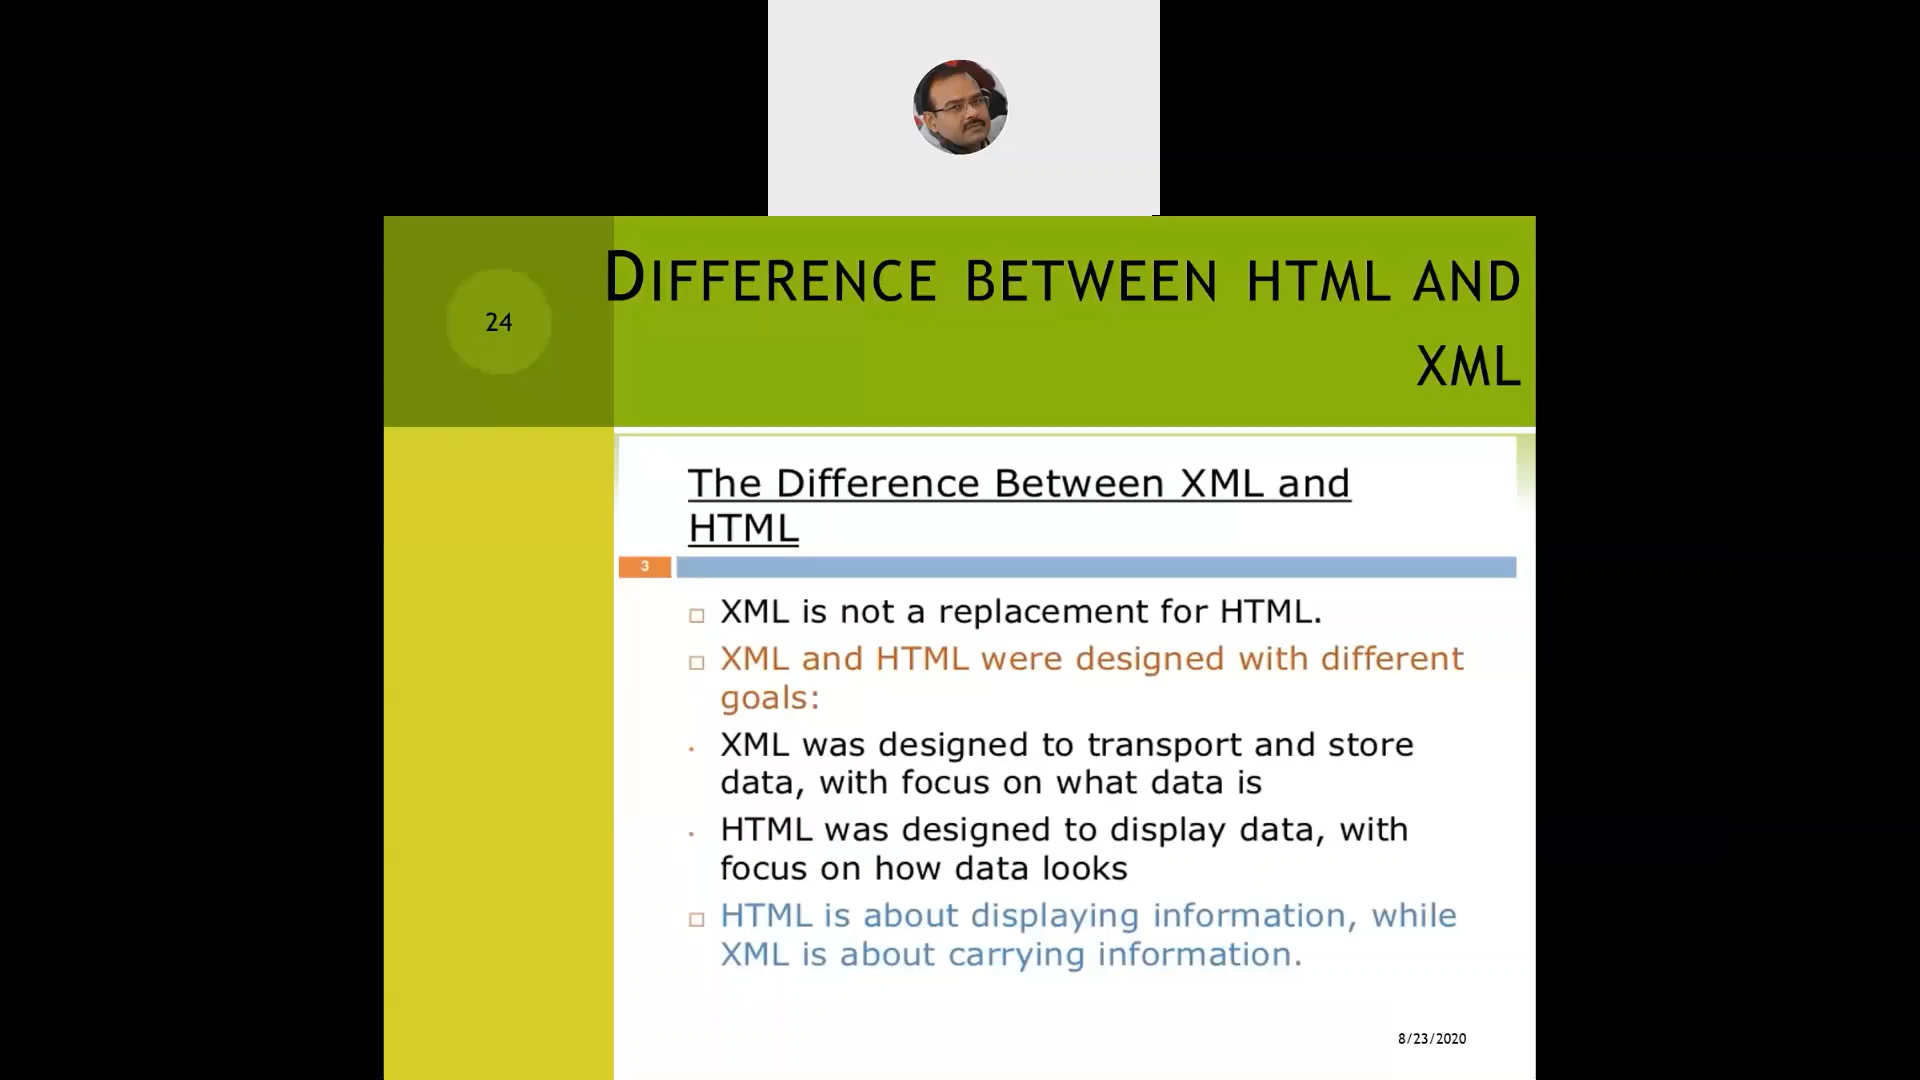 24
DIFFERENCE BETWEEN HTML AND
XML
The Difference Between XML and
HTML
3
XML is not a replacement for HTML.
XML and HTML were designed with different
goals:
XML was designed to transport and store
data, with focus on what data is
HTML was designed to display data, with
focus on how data looks
HTML is about displaying information, while
XML is about carrying information.
8/23/2020